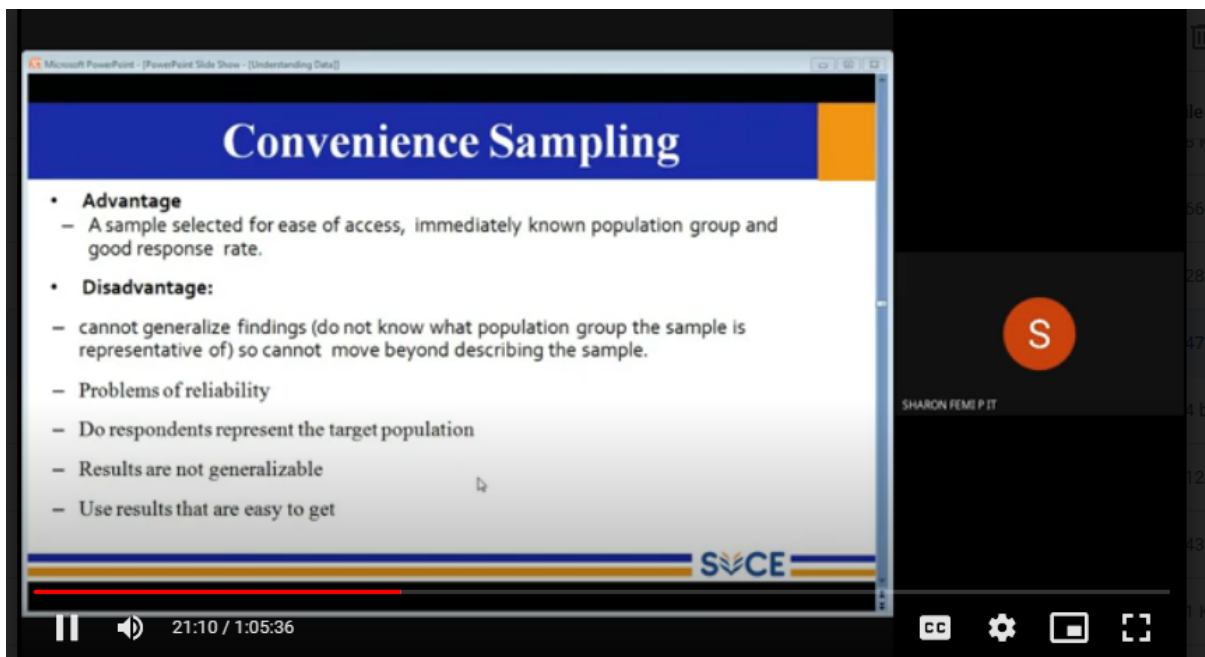 Microsoft PowerPoint - [PowerPoint Slide Show - [Understanding Data]]
Convenience Sampling
• Advantage
– A sample selected for ease of access, immediately known population group and
good response rate.
• Disadvantage:
– cannot generalize findings (do not know what population group the sample is
representative of) so cannot move beyond describing the sample.
– Problems of reliability
– Do respondents represent the target population
– Results are not generalizable
– Use results that are easy to get
SVCE
S
SHARON FEMI P IT
21:10 / 1:05:36
CC